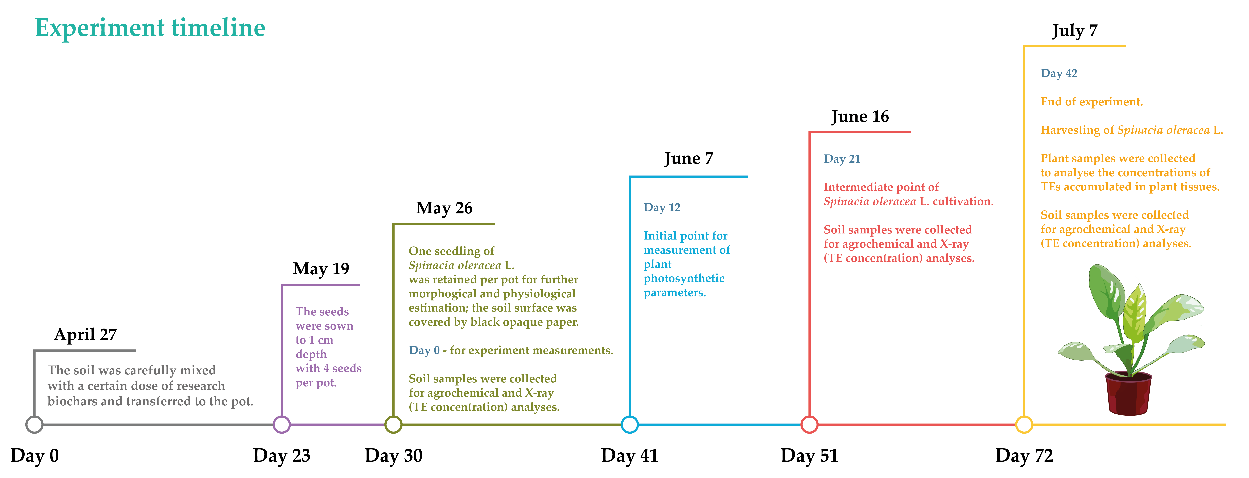 Experiment timeline
April 27
The soil was carefully mixed
with a certain dose of research
biochars and transferred to the pot.
May 19
The seeds
were sown
to 1 cm
depth
with 4 seeds
per pot.
May 26
One seedling of
Spinacia oleracea L.
was retained per pot for further
morphogical and physiological
estimation; the soil surface was
covered by black opaque paper.
Day 0 - for experiment measurements.
Soil samples were collected
for agrochemical and X-ray
(TE concentration) analyses.
June 7
Day 12
Initial point for
measurement of
plant
photosynthetic
parameters.
June 16
Day 21
Intermediate point of
Spinacia oleracea L. cultivation.
Soil samples were collected
for agrochemical and X-ray
(TE concentration) analyses.
July 7
Day 42
End of experiment.
Harvesting of Spinacia oleracea L.
Plant samples were collected
to analyse the concentrations of
TEs accumulated in plant tissues.
Soil samples were collected
for agrochemical and X-ray
(TE concentration) analyses.
Day 0
Day 23
Day 30
Day 41
Day 51
Day 72